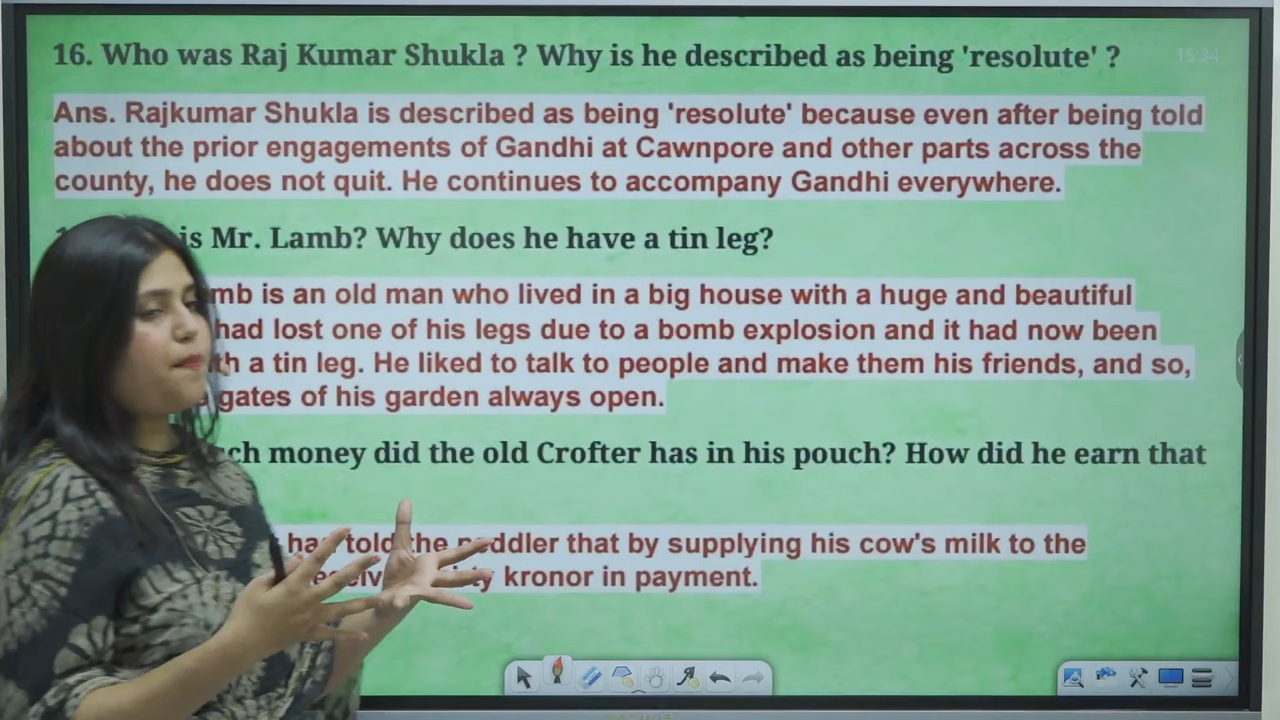 16. Who was Raj Kumar Shukla ? Why is he described as being 'resolute' ?
15:34
Ans. Rajkumar Shukla is described as being 'resolute' because even after being told
about the prior engagements of Gandhi at Cawnpore and other parts across the
county, he does not quit. He continues to accompany Gandhi everywhere.
is Mr. Lamb? Why does he have a tin leg?
mb is an old man who lived in a big house with a huge and beautiful
had lost one of his legs due to a bomb explosion and it had now been
th a tin leg. He liked to talk to people and make them his friends, and so,
gates of his garden always open.
ch money did the old Crofter has in his pouch? How did he earn that
had told the peddler that by supplying his cow's milk to the
kronor in payment.